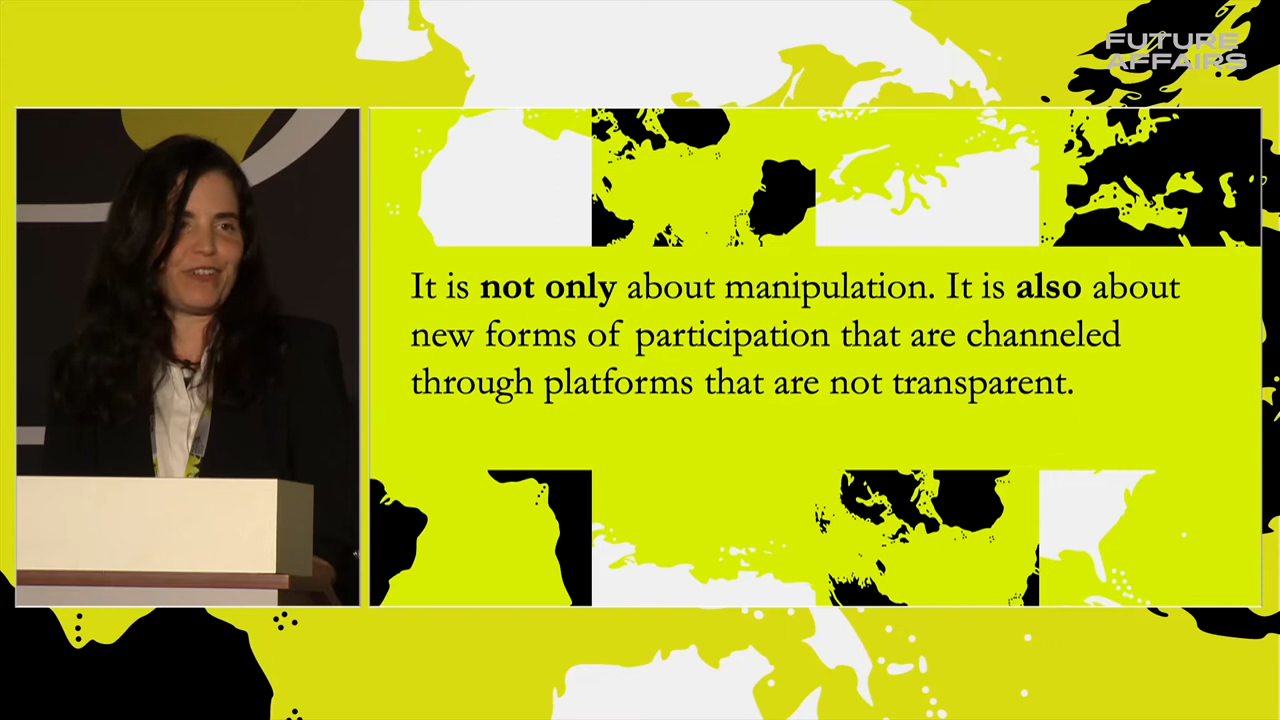 FUTURE
AFFAIRS
It is not only about manipulation. It is also about
new forms of participation that are channeled
through platforms that are not transparent.